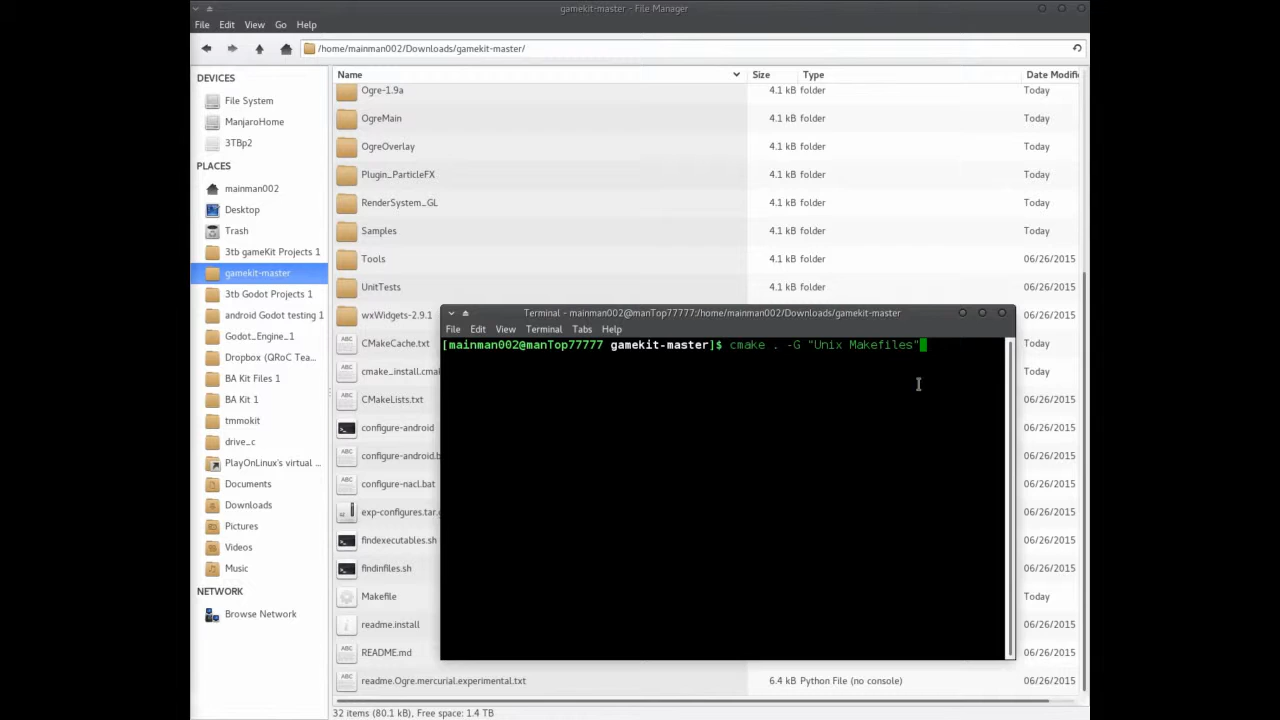 gamekit-master - File Manager
File Edit View Go Help
/home/mainman002/Downloads/gamekit-master/
DEVICES
File System
ManjaroHome
3TBp2
PLACES
mainman002
Desktop
Trash
3tb gameKit Projects 1
gamekit-master
3tb Godot Projects 1
android Godot testing 1
Godot_Engine_1
Dropbox (QRoC Tea...
BA Kit Files 1
BA Kit 1
tmmokit
drive_c
PlayOnLinux's virtual ...
Documents
Downloads
Pictures
Videos
Music
NETWORK
Browse Network
Name Size Type Date Modifi
Ogre-1.9a 4.1 kB folder Today
OgreMain 4.1 kB folder Today
OgreOverlay 4.1 kB folder Today
Plugin_ParticleFX 4.1 kB folder Today
RenderSystem_GL 4.1 kB folder Today
Samples 4.1 kB folder Today
Tools 4.1 kB folder 06/26/2015
UnitTests 4.1 kB folder 06/26/2015
wxWidgets-2.9.1 06/26/2015
CMakeCache.txt Today
cmake_install.cmak Today
CMakeLists.txt 06/26/2015
configure-android 06/26/2015
configure-android.b 06/26/2015
configure-nacl.bat 06/26/2015
exp-configures.tar.g 06/26/2015
findexecutables.sh 06/26/2015
findinfiles.sh 06/26/2015
Makefile Today
readme.install 06/26/2015
README.md 06/26/2015
readme.Ogre.mercurial.experimental.txt 6.4 kB Python File (no console) 06/26/2015
32 items (80.1 kB), Free space: 1.4 TB
Terminal - mainman002@manTop77777:/home/mainman002/Downloads/gamekit-master
File Edit View Terminal Tabs Help
[mainman002@manTop77777 gamekit-master]$ cmake . -G "Unix Makefiles"